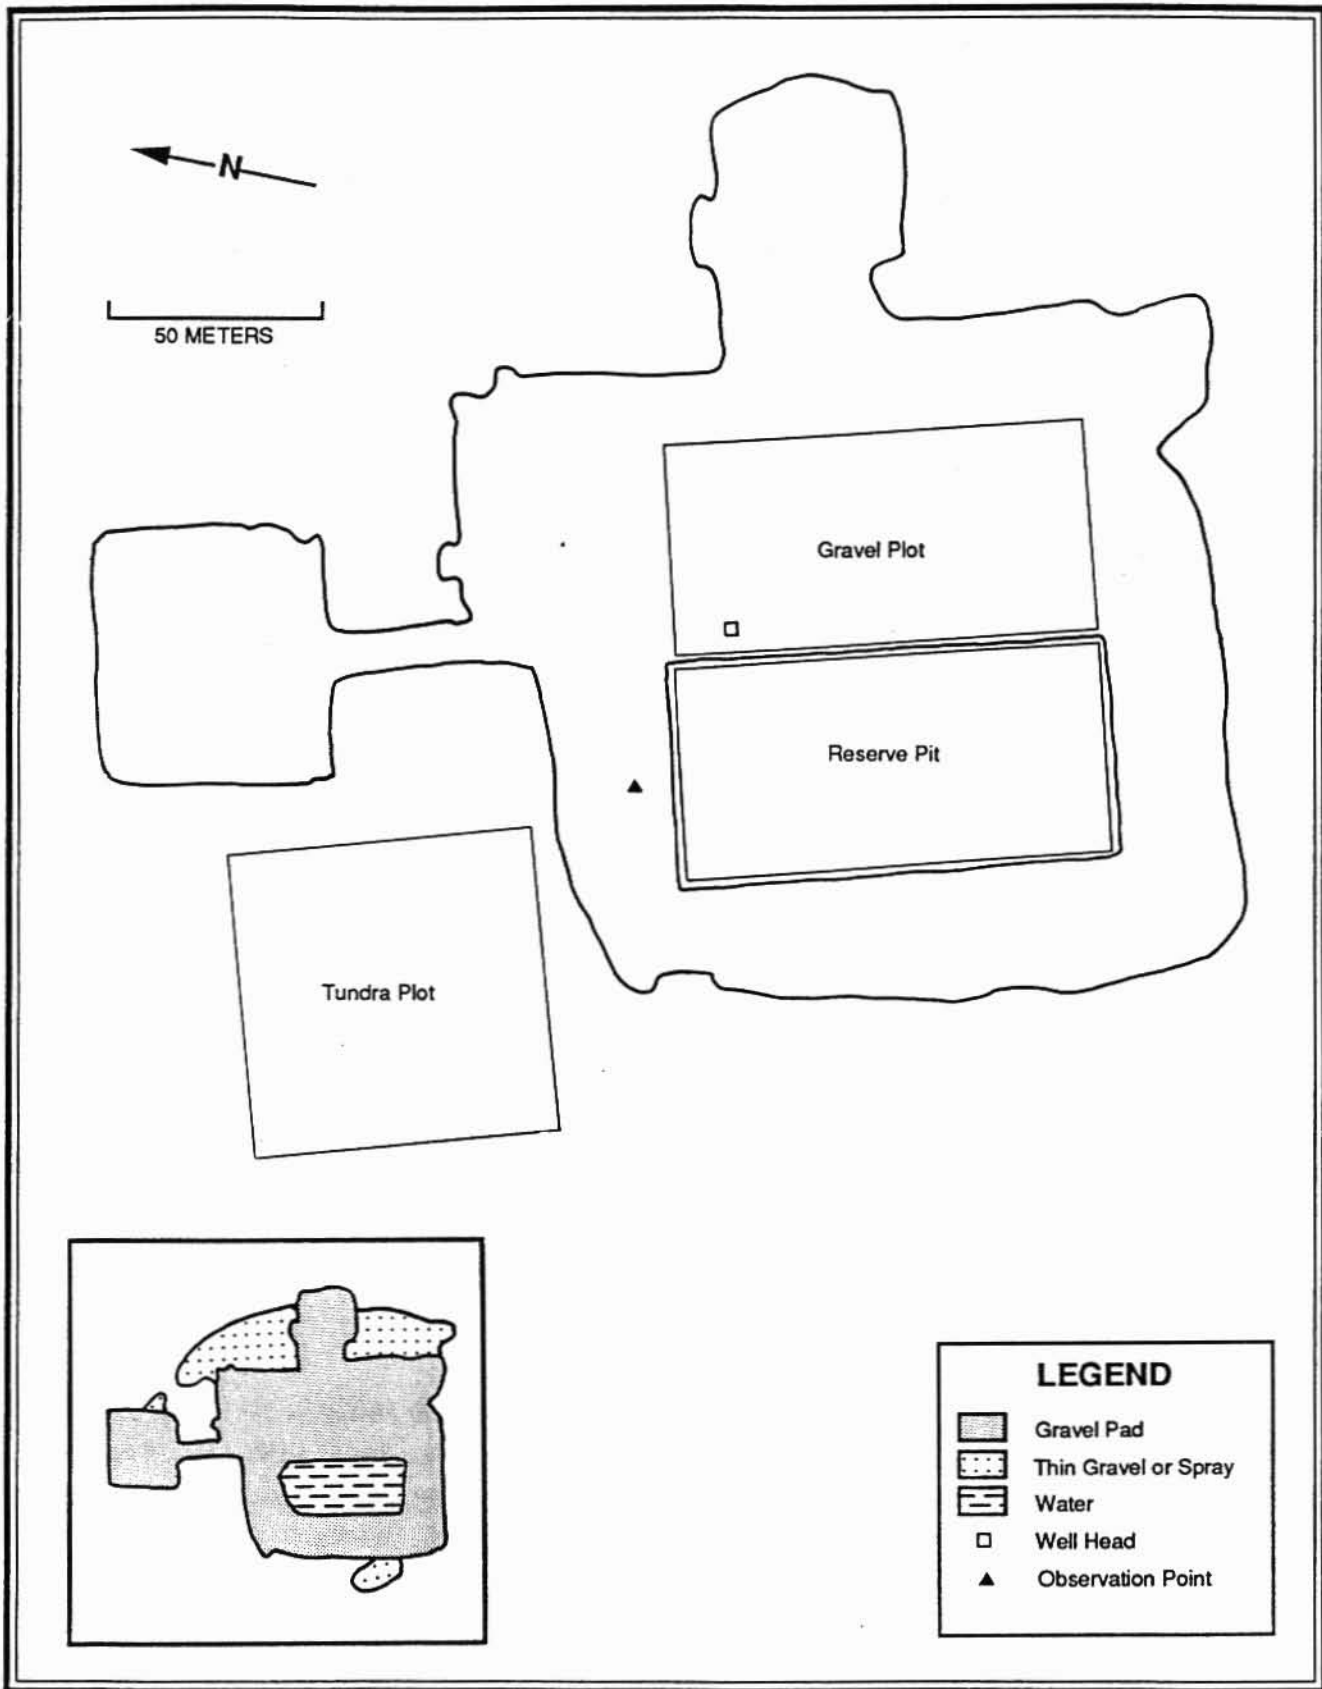 N
50 METERS
Gravel Plot
Reserve Pit
Tundra Plot
LEGEND
Gravel Pad
Thin Gravel or Spray
Water
Well Head
Observation Point